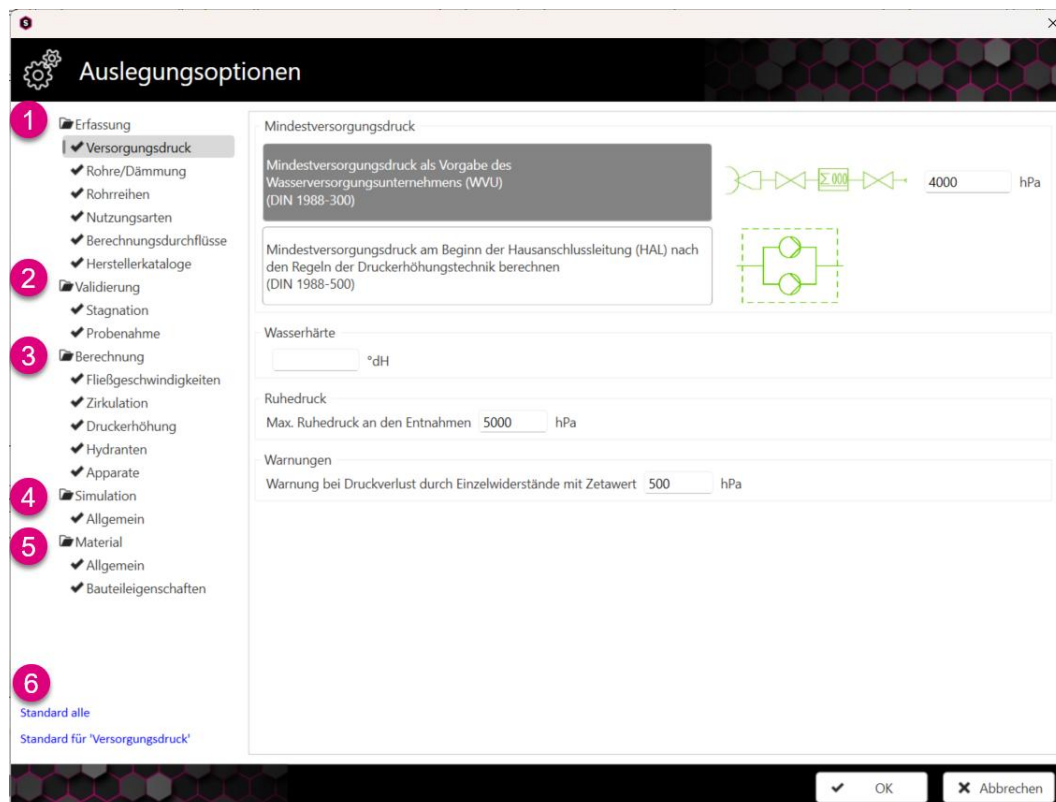 S
Auslegungsoptionen
1
Erfassung
Versorgungsdruck
Rohre/Dämmung
Rohrreihen
Nutzungsarten
Berechnungsdurchflüsse
Herstellerkataloge
2
Validierung
Stagnation
Probenahme
3
Berechnung
Fließgeschwindigkeiten
Zirkulation
Druckerhöhung
Hydranten
Apparate
4
Simulation
Allgemein
5
Material
Allgemein
Bauteileigenschaften
6
Standard alle
Standard für 'Versorgungsdruck'
Mindestversorgungsdruck
Mindestversorgungsdruck als Vorgabe des
Wasserversorgungsunternehmens (WVU)
(DIN 1988-300)
Σ 000
4000 hPa
Mindestversorgungsdruck am Beginn der Hausanschlussleitung (HAL) nach
den Regeln der Druckerhöhungstechnik berechnen
(DIN 1988-500)
Wasserhärte
°dH
Ruhedruck
Max. Ruhedruck an den Entnahmen 5000 hPa
Warnungen
Warnung bei Druckverlust durch Einzelwiderstände mit Zetawert 500 hPa
OK
Abbrechen